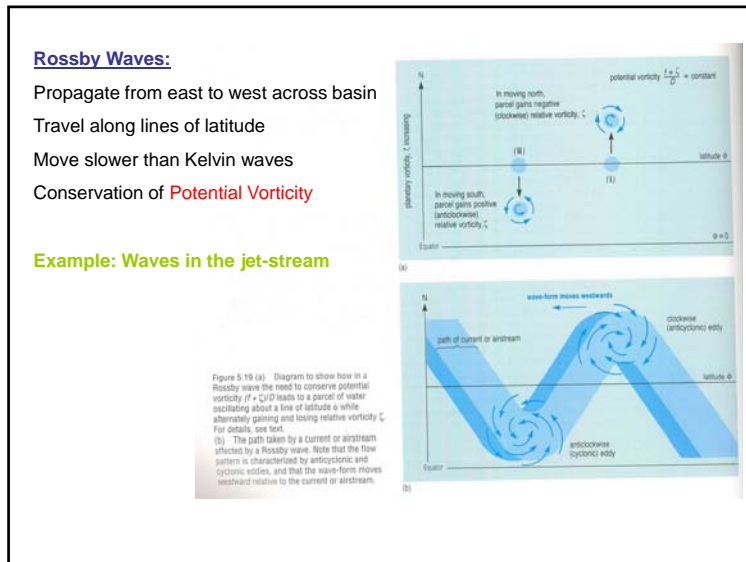 Rossby Waves:
Propagate from east to west across basin
Travel along lines of latitude
Move slower than Kelvin waves
Conservation of Potential Vorticity
Example: Waves in the jet-stream
N
potential vorticity (f + ζ)/D = constant
In moving north,
parcel gains negative
(clockwise) relative vorticity, ζ
planetary vorticity, f, increasing
latitude Φ
(i)
In moving south,
parcel gains positive
(anticlockwise)
relative vorticity, ζ
Equator
Φ = 0
(a)
N
wave-form moves westwards
clockwise
(anticyclonic) eddy
path of current or airstream
latitude Φ
anticlockwise
(cyclonic) eddy
Equator
(b)
Figure 5.19 (a) Diagram to show how in a
Rossby wave the need to conserve potential
vorticity (f + ζ)/D leads to a parcel of water
oscillating about a line of latitude Φ while
alternately gaining and losing relative vorticity ζ.
For details, see text.
(b) The path taken by a current or airstream
affected by a Rossby wave. Note that the flow
pattern is characterized by anticyclonic and
cyclonic eddies, and that the wave-form moves
westward relative to the current or airstream.